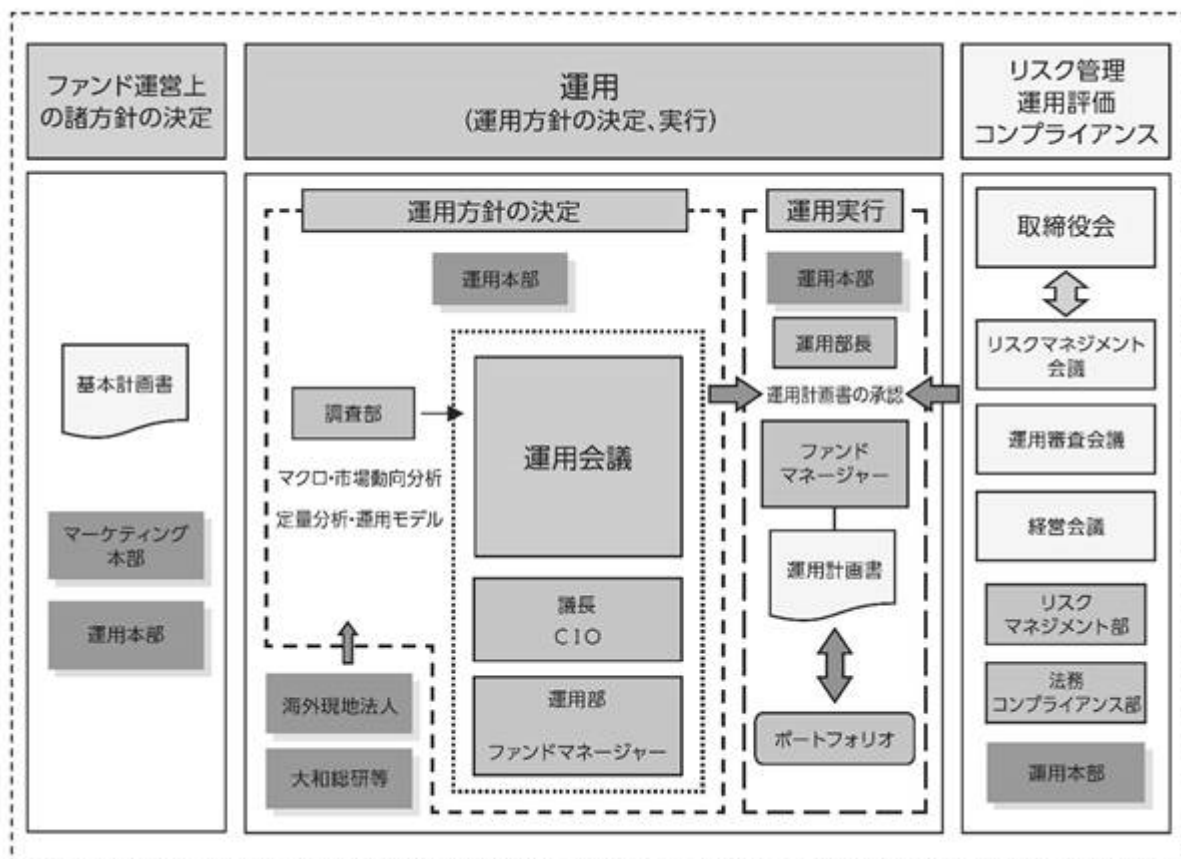 ファンド運営上
の諸方針の決定
運用
(運用方針の決定、実行)
リスク管理
運用評価
コンプライアンス
基本計画書
マーケティング
本部
運用本部
運用方針の決定
運用本部
調査部
マクロ・市場動向分析
定量分析・運用モデル
運用会議
議長
CIO
運用部
ファンドマネージャー
海外現地法人
大和総研等
運用実行
運用本部
運用部長
運用計画書の承認
ファンド
マネージャー
運用計画書
ポートフォリオ
取締役会
リスクマネジメント
会議
運用審査会議
経営会議
リスク
マネジメント部
法務
コンプライアンス部
運用本部